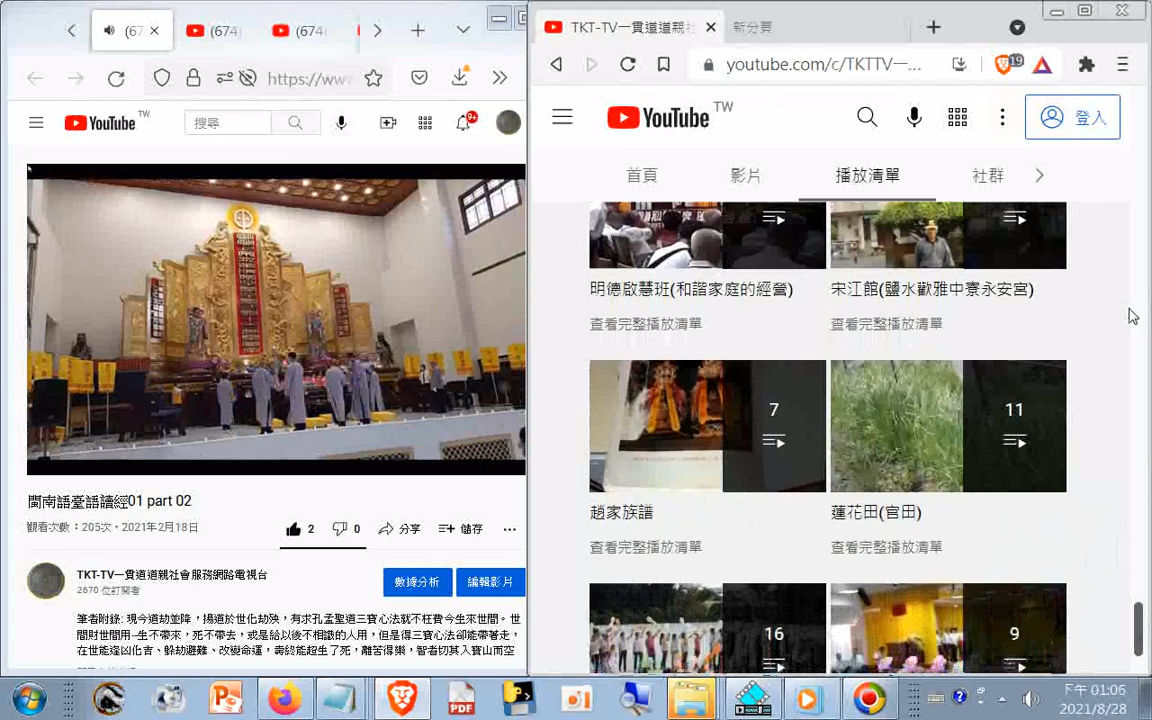 (67
(674)
(674
https://www
YouTube TW
搜尋
9+
閩南語臺語讀經01 part 02
觀看次數：205次・2021年2月18日
2
0
分享
儲存
TKT-TV一貫道道親社會服務網路電視台
2670 位訂閱者
數據分析
編輯影片
筆者附錄: 現今道劫並降，揚道於世化劫殃，有求孔孟聖道三寶心法就不枉費今生來世間。世
間財世間用一生不帶來，死不帶去，或是給以後不相識的人用，但是得三寶心法卻能帶著走，
在世能逢凶化吉、躲劫避難、改變命運，壽終能超生了死，離苦得樂，智者切其入寶山而空
TKT-TV一貫道道親社
新分頁
youtube.com/c/TKTTV一...
19
YouTube TW
登入
首頁
影片
播放清單
社群
明德啟慧班(和諧家庭的經營)
宋江館(鹽水歡雅中寮永安宮)
查看完整播放清單
查看完整播放清單
7
11
趙家族譜
蓮花田(官田)
查看完整播放清單
查看完整播放清單
16
9
PDF
下午 01:06
2021/8/28